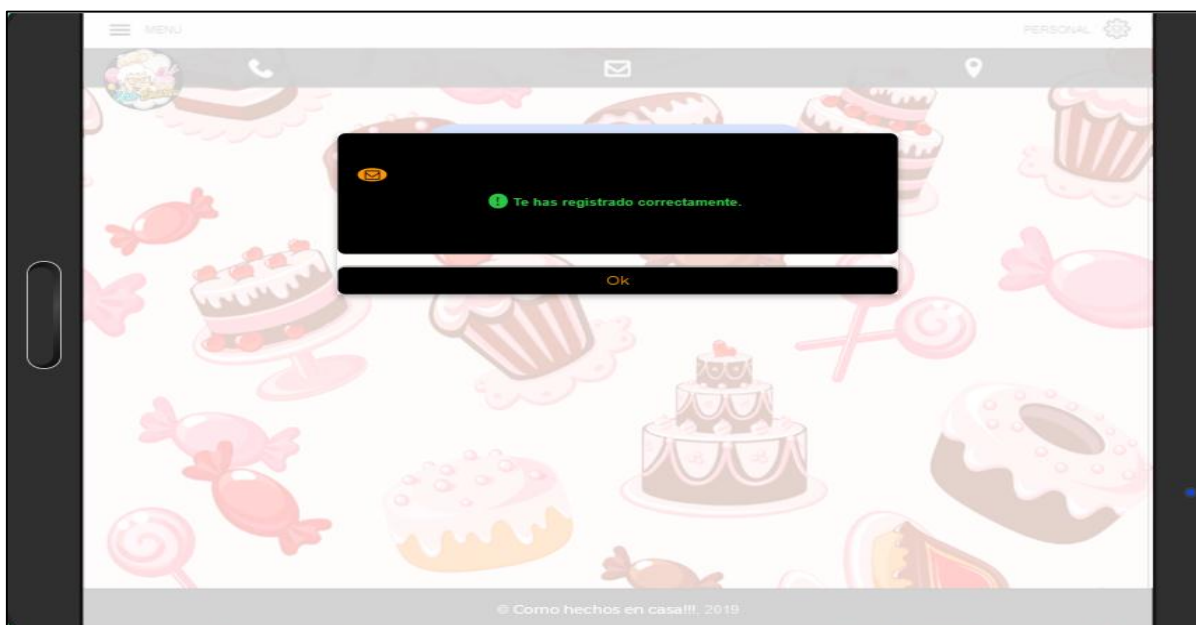 MENU
PERSONAL
Te has registrado correctamente.
Ok
© Como hechos en casa!!!. 2019